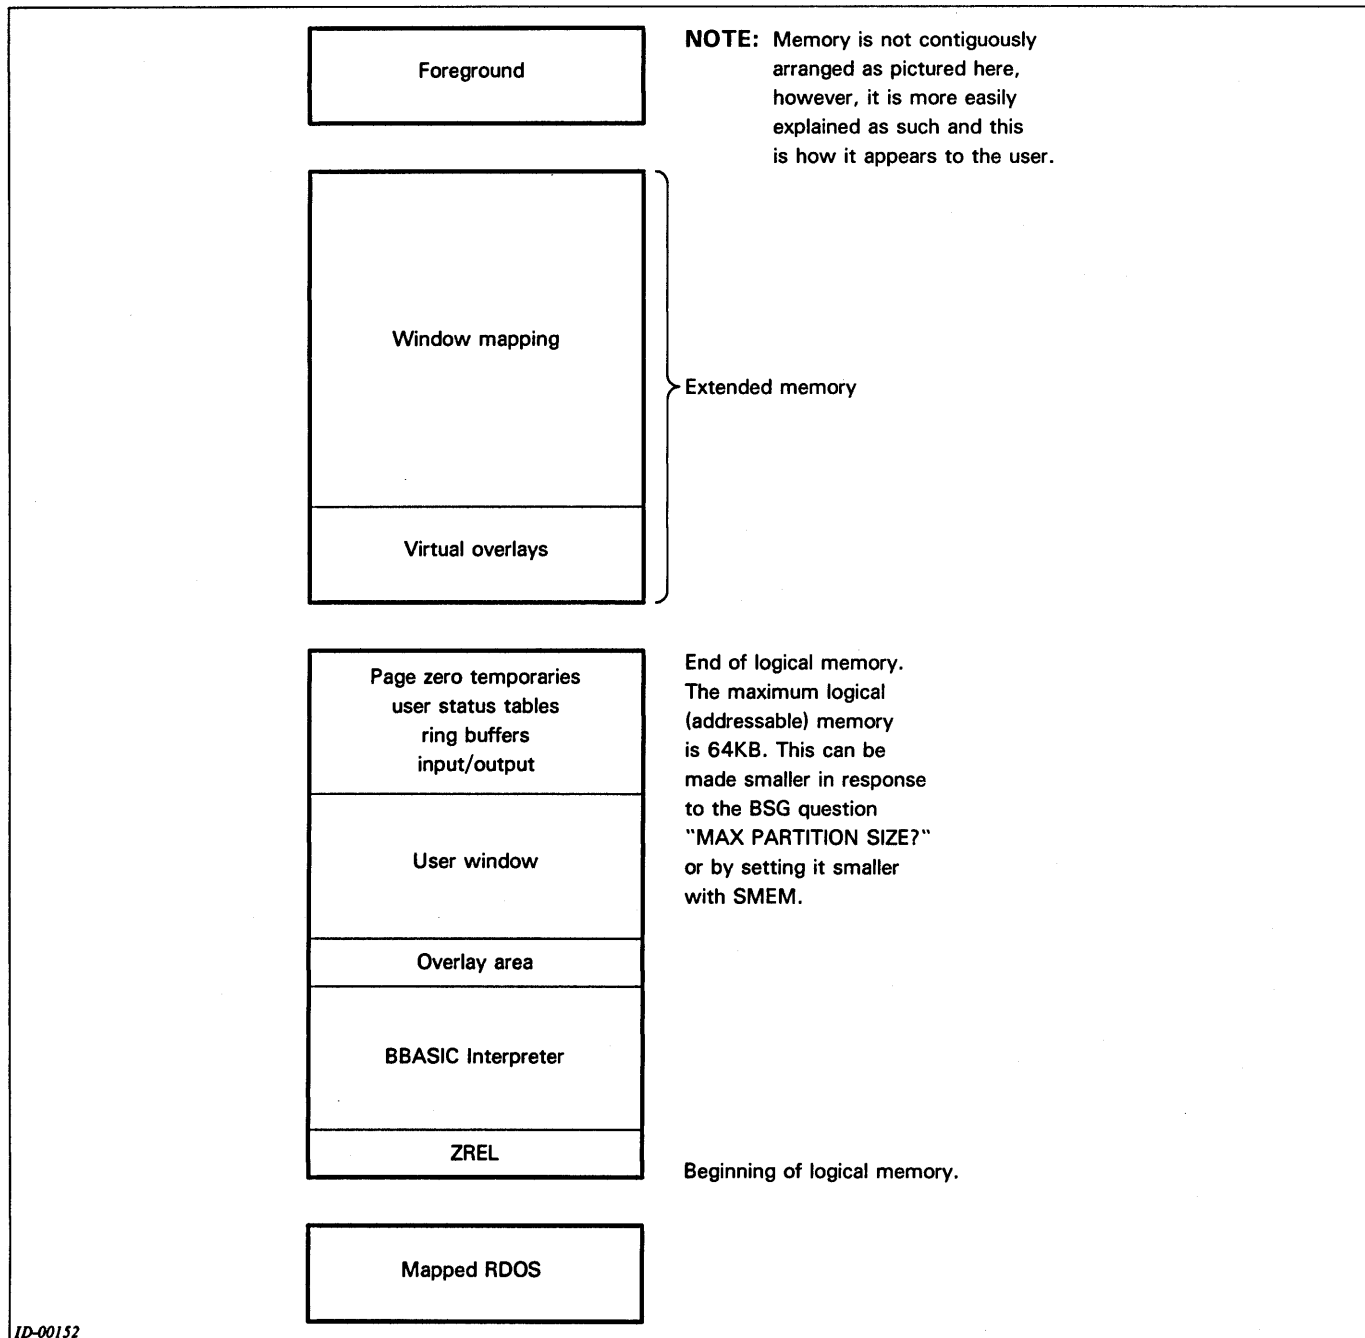 Foreground
NOTE: Memory is not contiguously
arranged as pictured here,
however, it is more easily
explained as such and this
is how it appears to the user.
Window mapping
Extended memory
Virtual overlays
Page zero temporaries
user status tables
ring buffers
input/output
End of logical memory.
The maximum logical
(addressable) memory
is 64KB. This can be
made smaller in response
to the BSG question
"MAX PARTITION SIZE?"
or by setting it smaller
with SMEM.
User window
Overlay area
BBASIC Interpreter
ZREL
Beginning of logical memory.
Mapped RDOS
ID-00152